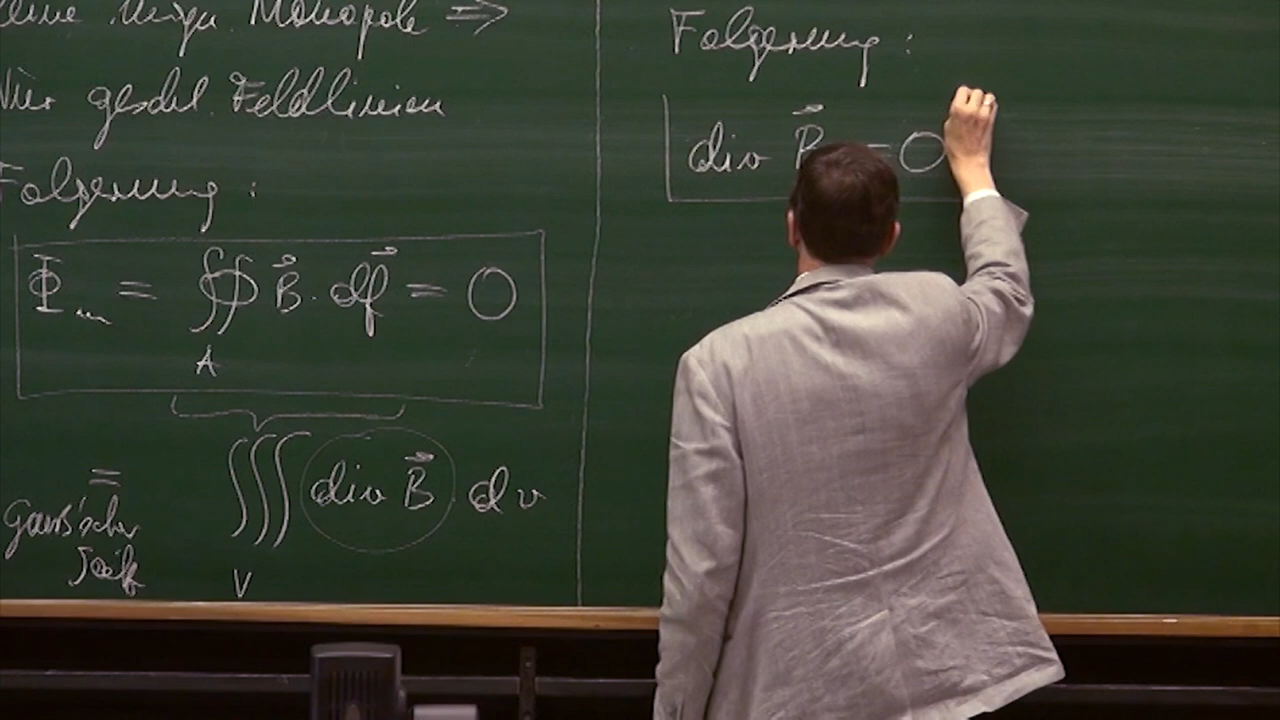 keine magn. Monopole ⇒
Nur geschl. Feldlinien
Folgerung:
Φm = ∯ B⃗ · df⃗ = 0
A
= ∭ div B⃗ dv
gauß'scher
Satz
V
Folgerung:
div B⃗ = 0